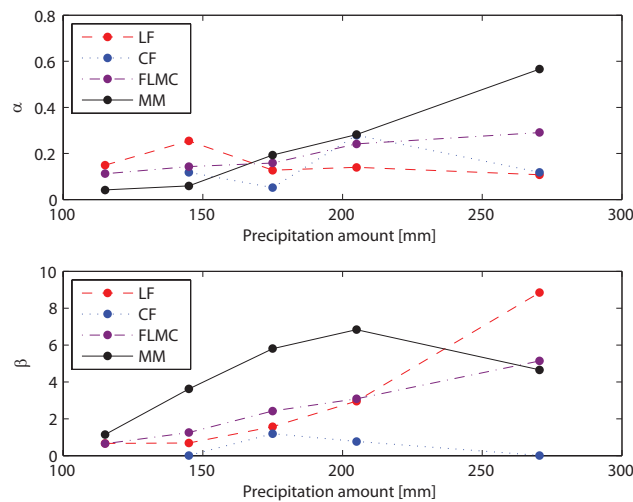 0.8
LF
CF
FLMC
MM
0.6
α
0.4
0.2
0
100 150 200 250 300
Precipitation amount [mm]
10
LF
CF
FLMC
MM
8
6
β
4
2
0
100 150 200 250 300
Precipitation amount [mm]